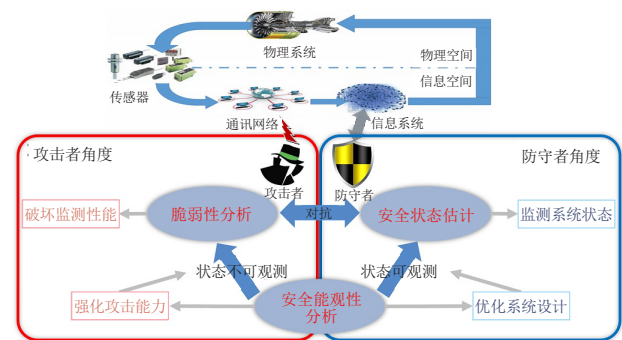 物理系统
物理空间
信息空间
传感器
通讯网络
信息系统
攻击者角度
防守者角度
攻击者
防守者
破坏监测性能
脆弱性分析
对抗
安全状态估计
监测系统状态
状态不可观测
状态可观测
强化攻击能力
安全能观性
分析
优化系统设计